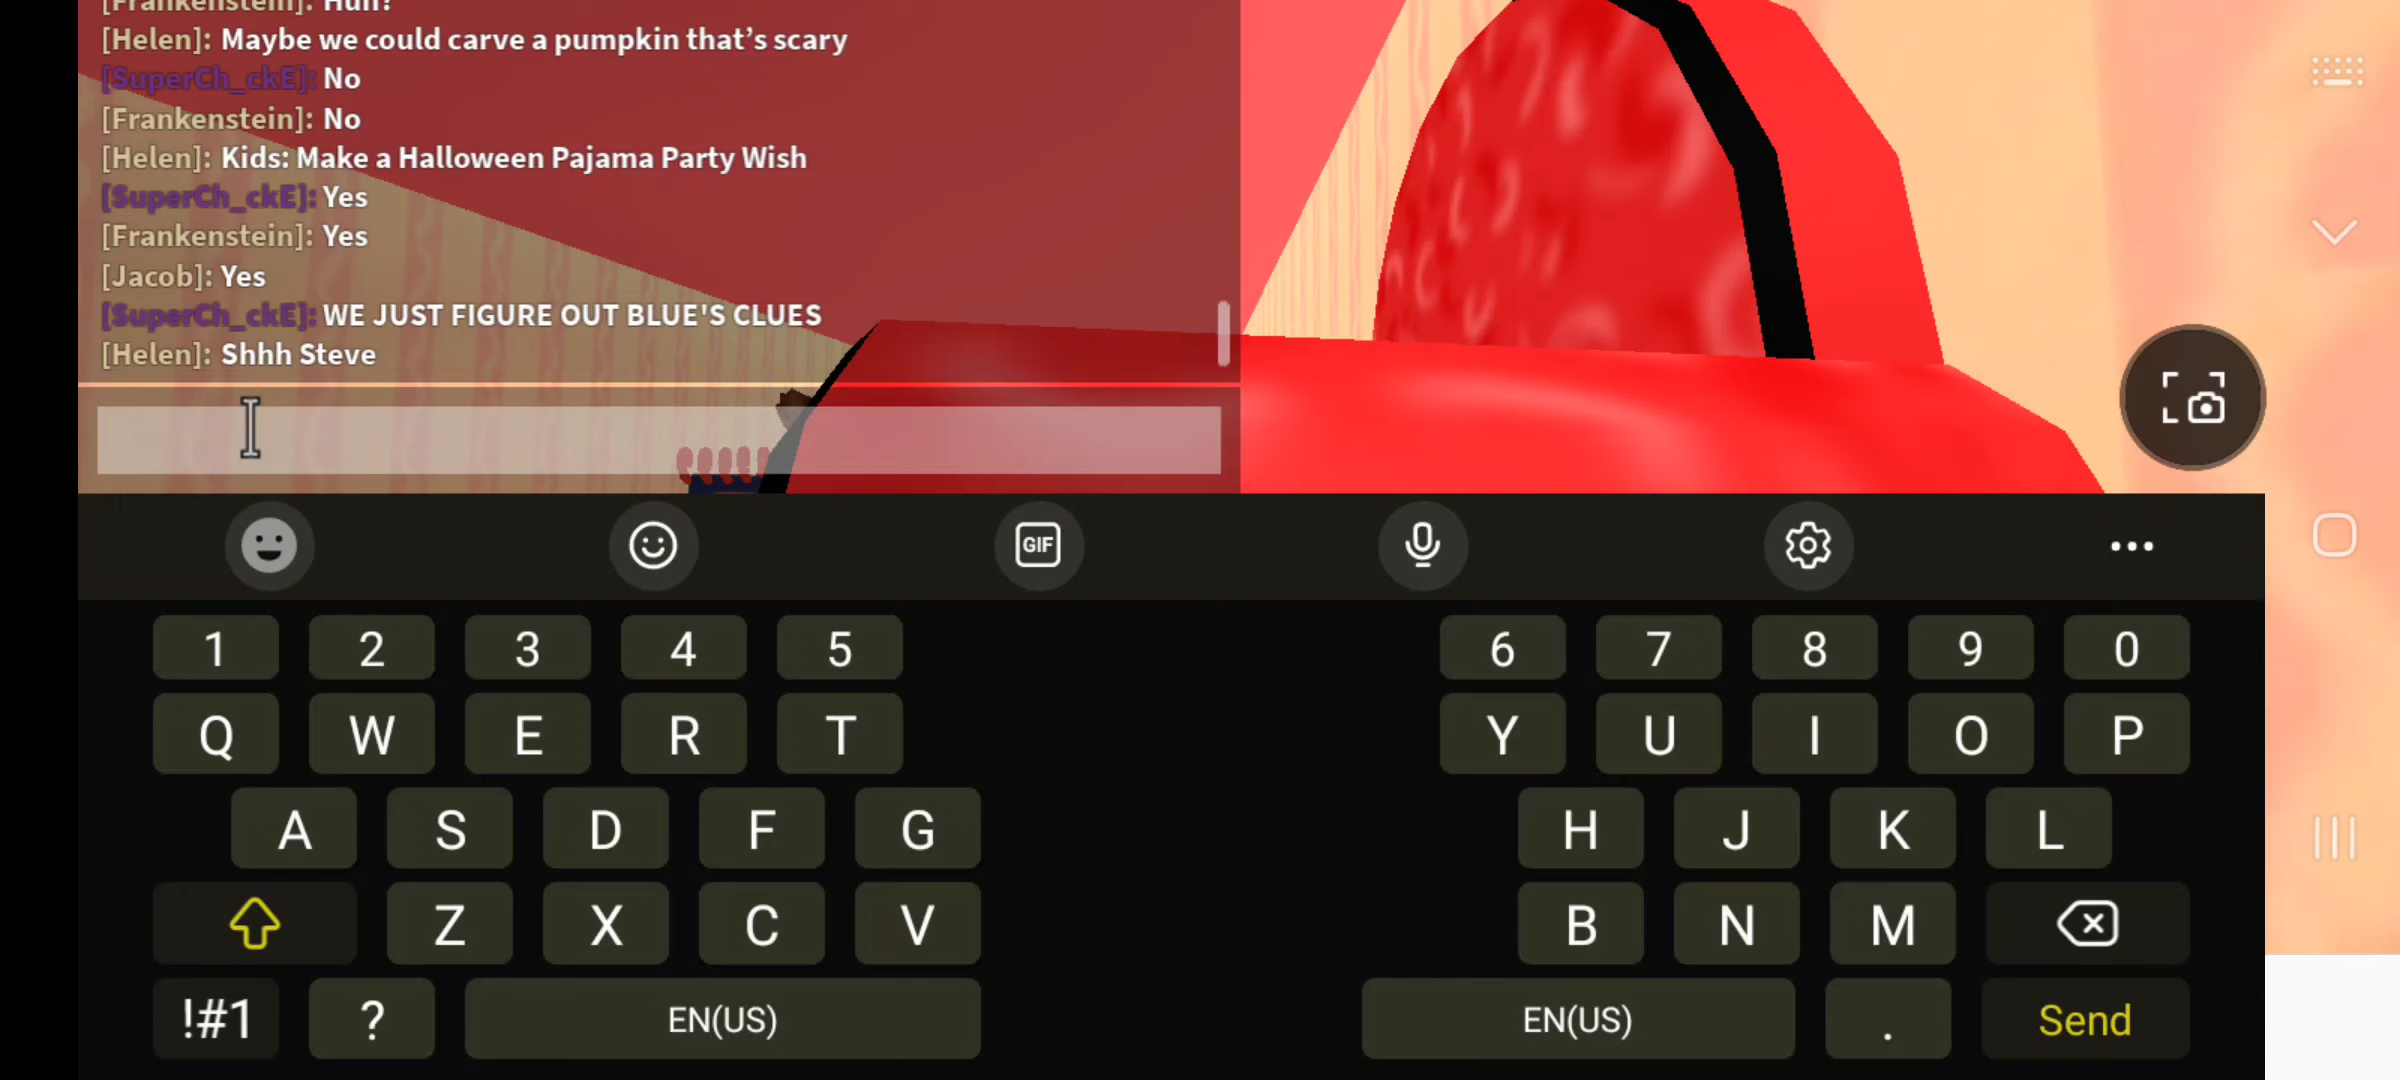 [Frankenstein]: Huh?
[Helen]: Maybe we could carve a pumpkin that’s scary
[SuperCh_ckE]: No
[Frankenstein]: No
[Helen]: Kids: Make a Halloween Pajama Party Wish
[SuperCh_ckE]: Yes
[Frankenstein]: Yes
[Jacob]: Yes
[SuperCh_ckE]: WE JUST FIGURE OUT BLUE'S CLUES
[Helen]: Shhh Steve
GIF
1 2 3 4 5 6 7 8 9 0
Q W E R T Y U I O P
A S D F G H J K L
Z X C V B N M
!#1 ? EN(US) EN(US) . Send